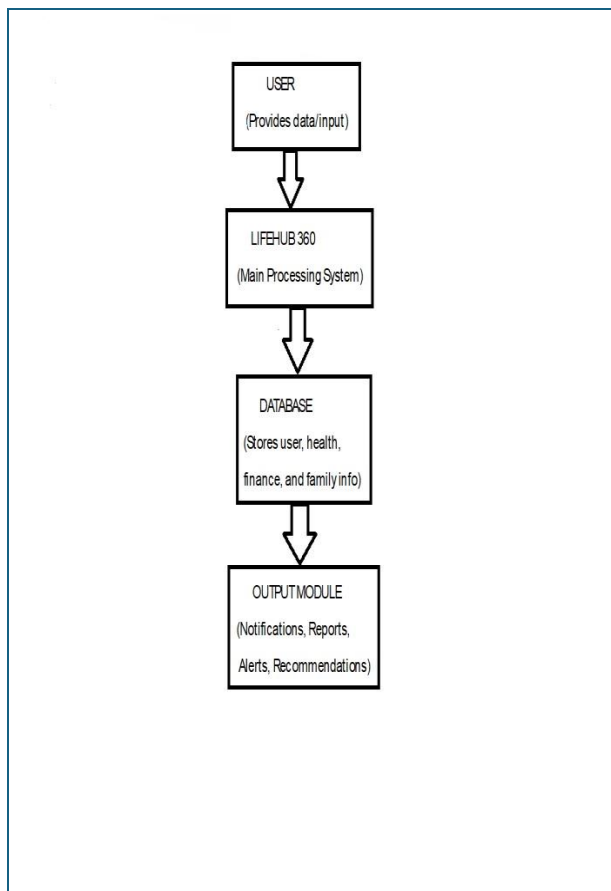 USER
(Provides data/input)
LIFEHUB 360
(Main Processing System)
DATABASE
(Stores user, health,
finance, and family info)
OUTPUT MODULE
(Notifications, Reports,
Alerts, Recommendations)